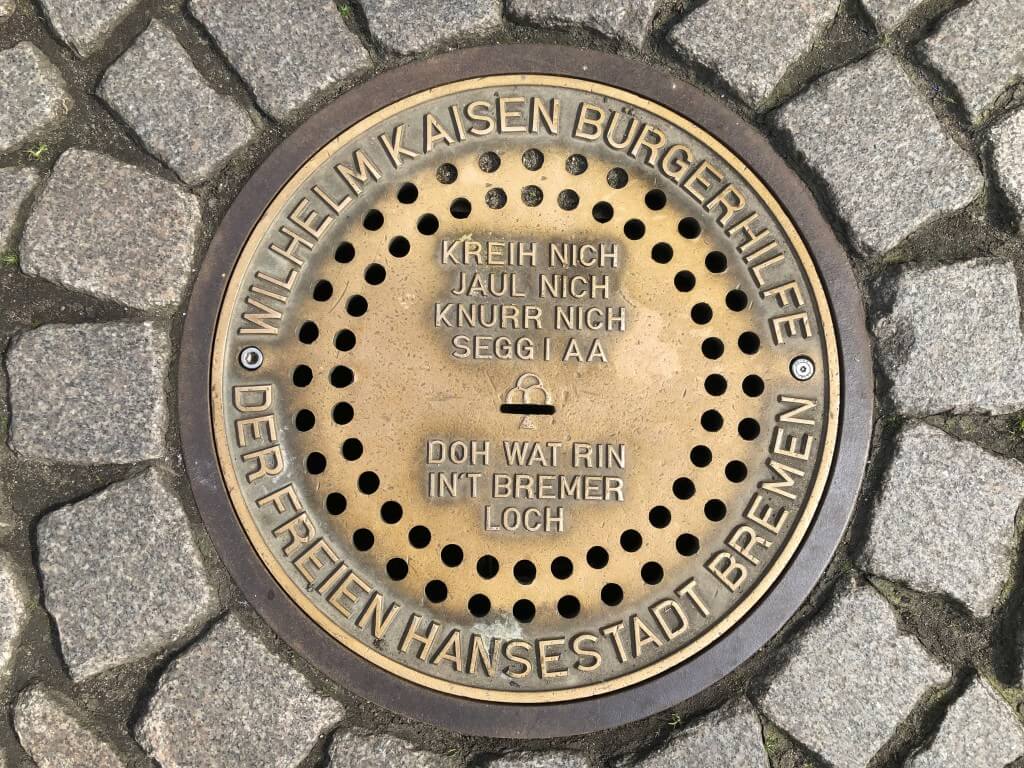 WILHELM KAISEN BÜRGERHILFE
KREIH NICH
JAUL NICH
KNURR NICH
SEGG I AA
DOH WAT RIN
IN'T BREMER
LOCH
DER FREIEN HANSESTADT BREMEN